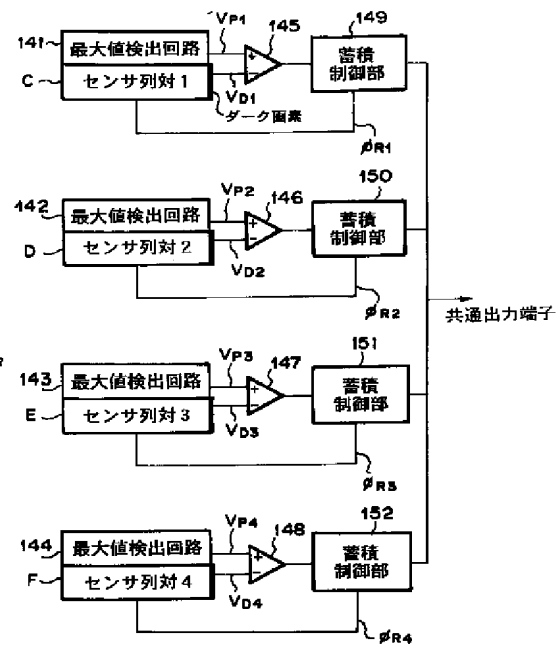 VP1
145
149
141
最大値検出回路
+
蓄積
制御部
C
センサ列対1
−
VD1
ダーク画素
φR1
VP2
146
150
142
最大値検出回路
+
蓄積
制御部
D
センサ列対2
−
VD2
φR2
共通出力端子
VP3
147
151
143
最大値検出回路
+
蓄積
制御部
E
センサ列対3
−
VD3
φR3
VP4
148
152
144
最大値検出回路
+
蓄積
制御部
F
センサ列対4
−
VD4
φR4